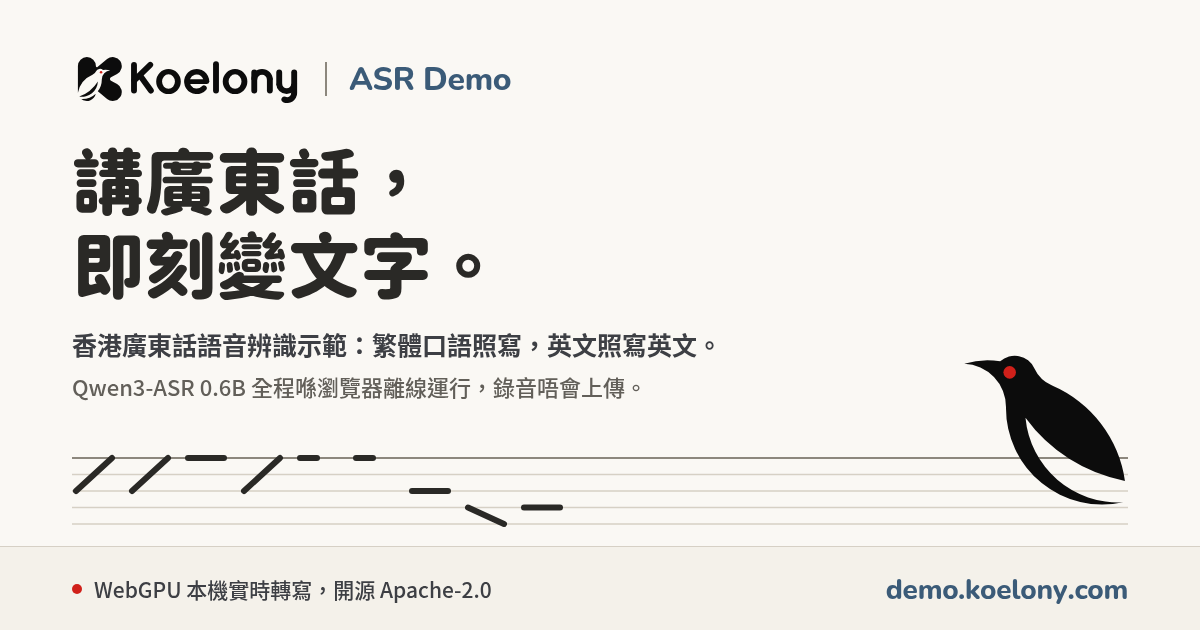 Koelony | ASR Demo
講廣東話，
即刻變文字。
香港廣東話語音辨識示範：繁體口語照寫，英文照寫英文。
Qwen3-ASR 0.6B 全程喺瀏覽器離線運行，錄音唔會上傳。
WebGPU 本機實時轉寫，開源 Apache-2.0
demo.koelony.com